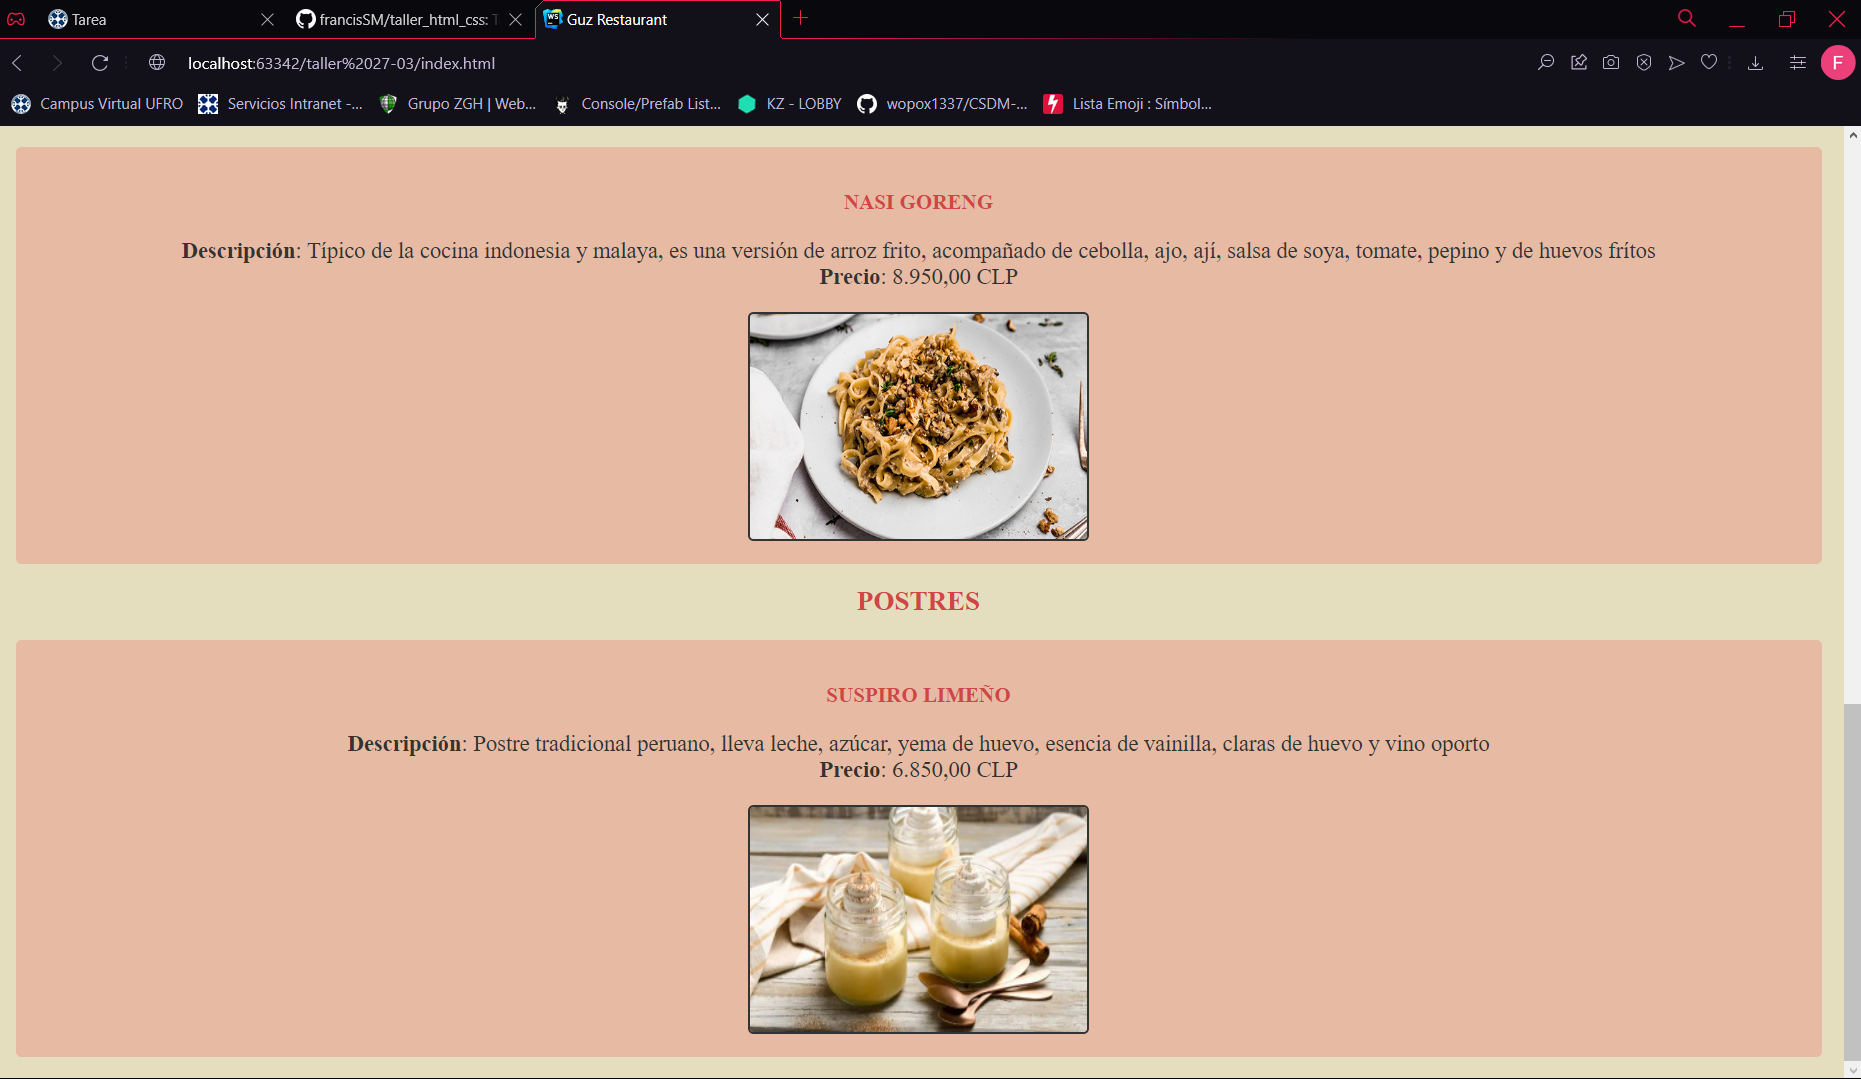 Tarea
francisSM/taller_html_css: T
Guz Restaurant
localhost:63342/taller%2027-03/index.html
F
Campus Virtual UFRO
Servicios Intranet -...
Grupo ZGH | Web...
Console/Prefab List...
KZ - LOBBY
wopox1337/CSDM-...
Lista Emoji : Símbol...
NASI GORENG
Descripción: Típico de la cocina indonesia y malaya, es una versión de arroz frito, acompañado de cebolla, ajo, ají, salsa de soya, tomate, pepino y de huevos frítos
Precio: 8.950,00 CLP
POSTRES
SUSPIRO LIMEÑO
Descripción: Postre tradicional peruano, lleva leche, azúcar, yema de huevo, esencia de vainilla, claras de huevo y vino oporto
Precio: 6.850,00 CLP